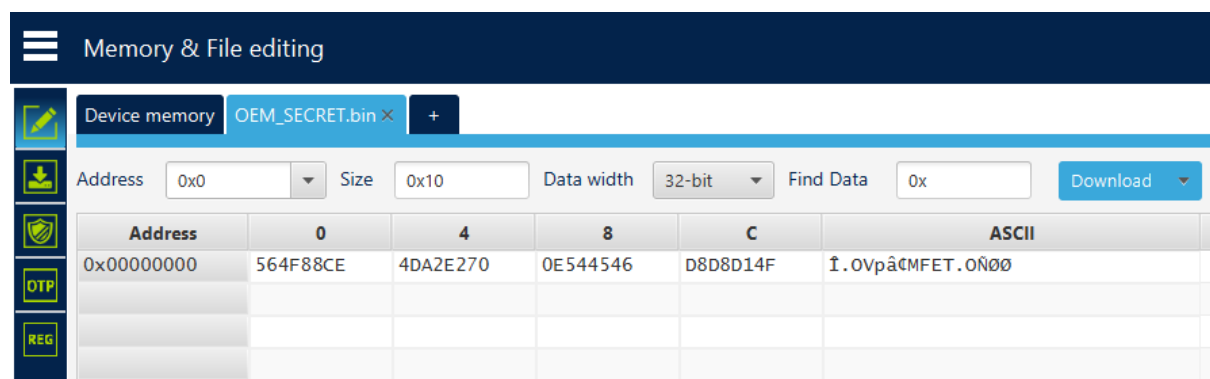 Memory & File editing
Device memory OEM_SECRET.bin × +
Address 0x0 Size 0x10 Data width 32-bit Find Data 0x Download
Address 0 4 8 C ASCII
0x00000000 564F88CE 4DA2E270 0E544546 D8D8D14F Î.OVpâ¢MFET.OÑØØ
OTP
REG